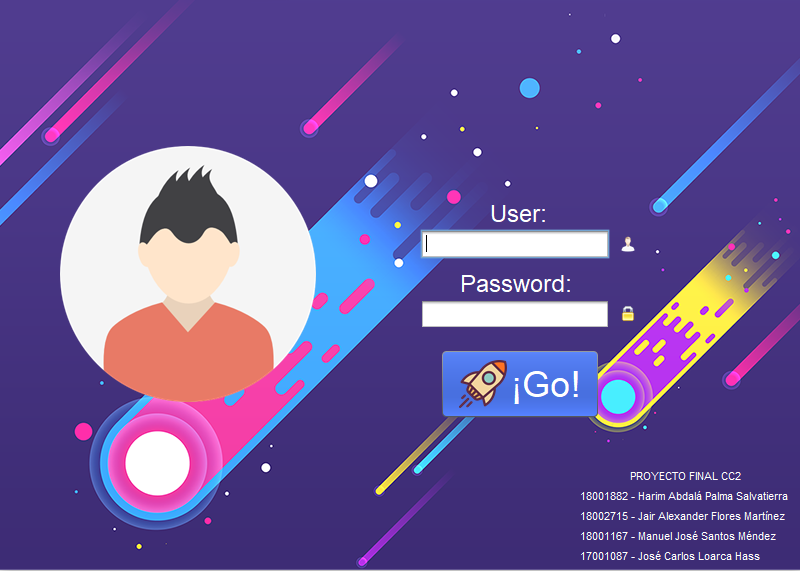 User:
Password:
¡Go!
PROYECTO FINAL CC2
18001882 - Harim Abdalá Palma Salvatierra
18002715 - Jair Alexander Flores Martínez
18001167 - Manuel José Santos Méndez
17001087 - José Carlos Loarca Hass